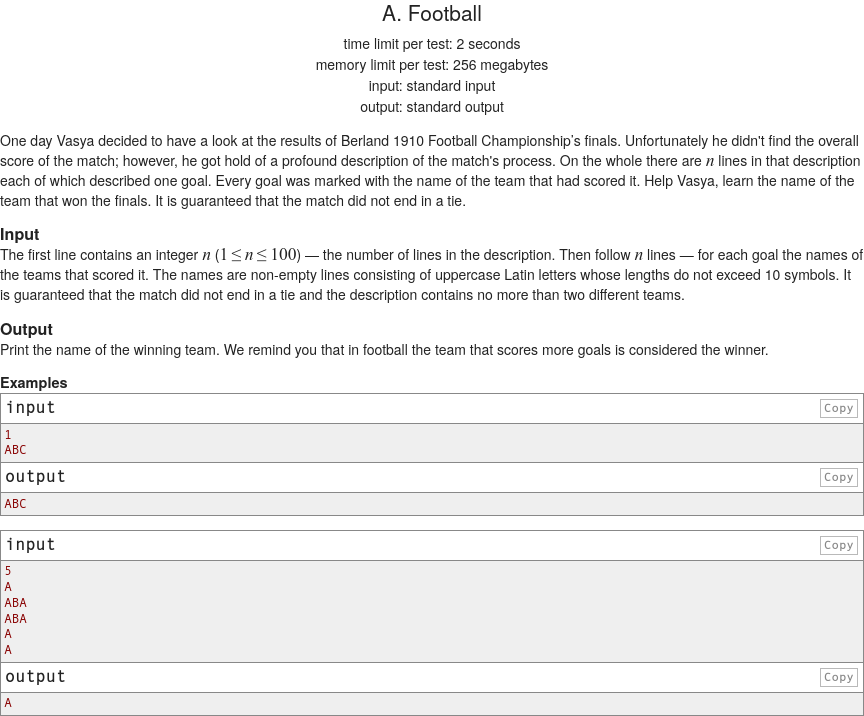 A. Football
time limit per test: 2 seconds
memory limit per test: 256 megabytes
input: standard input
output: standard output
One day Vasya decided to have a look at the results of Berland 1910 Football Championship's finals. Unfortunately he didn't find the overall
score of the match; however, he got hold of a profound description of the match's process. On the whole there are n lines in that description
each of which described one goal. Every goal was marked with the name of the team that had scored it. Help Vasya, learn the name of the
team that won the finals. It is guaranteed that the match did not end in a tie.
Input
The first line contains an integer n (1 ≤ n ≤ 100) — the number of lines in the description. Then follow n lines — for each goal the names of
the teams that scored it. The names are non-empty lines consisting of uppercase Latin letters whose lengths do not exceed 10 symbols. It
is guaranteed that the match did not end in a tie and the description contains no more than two different teams.
Output
Print the name of the winning team. We remind you that in football the team that scores more goals is considered the winner.
Examples
input Copy
1
ABC
output Copy
ABC
input Copy
5
A
ABA
ABA
A
A
output Copy
A